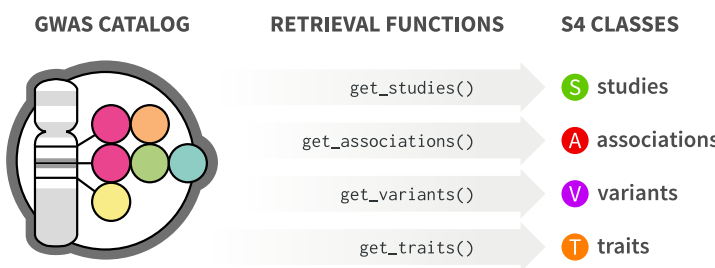 GWAS CATALOG
RETRIEVAL FUNCTIONS
S4 CLASSES
get_studies()
S studies
get_associations()
A associations
get_variants()
V variants
get_traits()
T traits